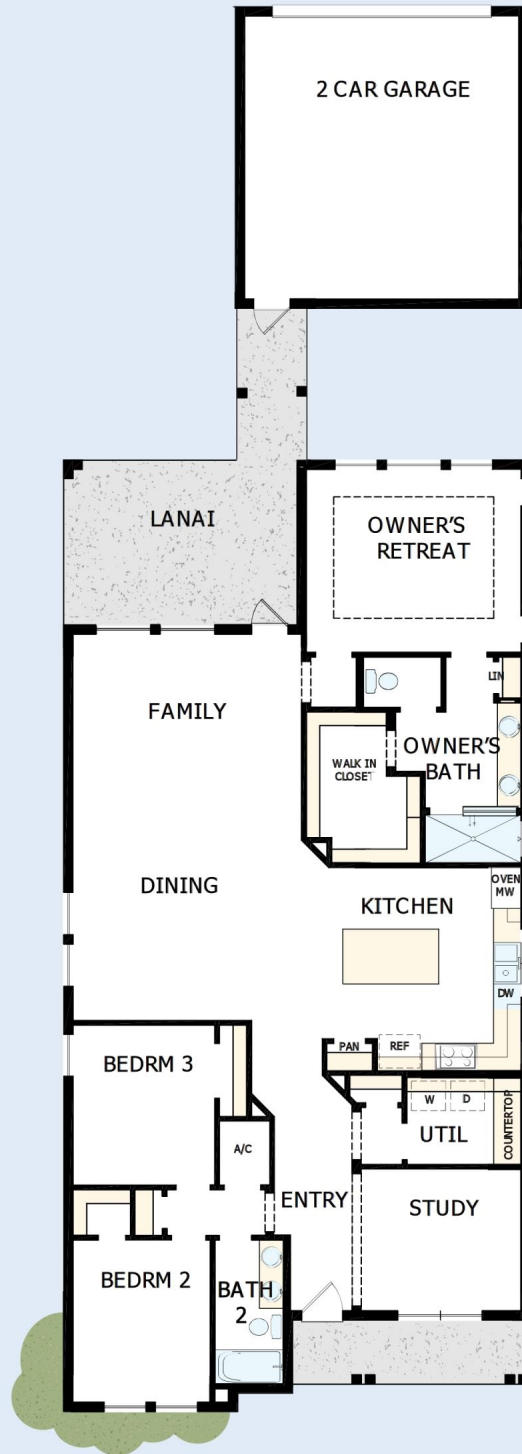 2 CAR GARAGE
LANAI
OWNER'S
RETREAT
FAMILY
LIN
OWNER'S
BATH
WALK IN
CLOSET
DINING
KITCHEN
OVEN
MW
DW
PAN
REF
BEDRM 3
W
D
COUNTERTOP
UTIL
A/C
ENTRY
STUDY
BEDRM 2
BATH
2